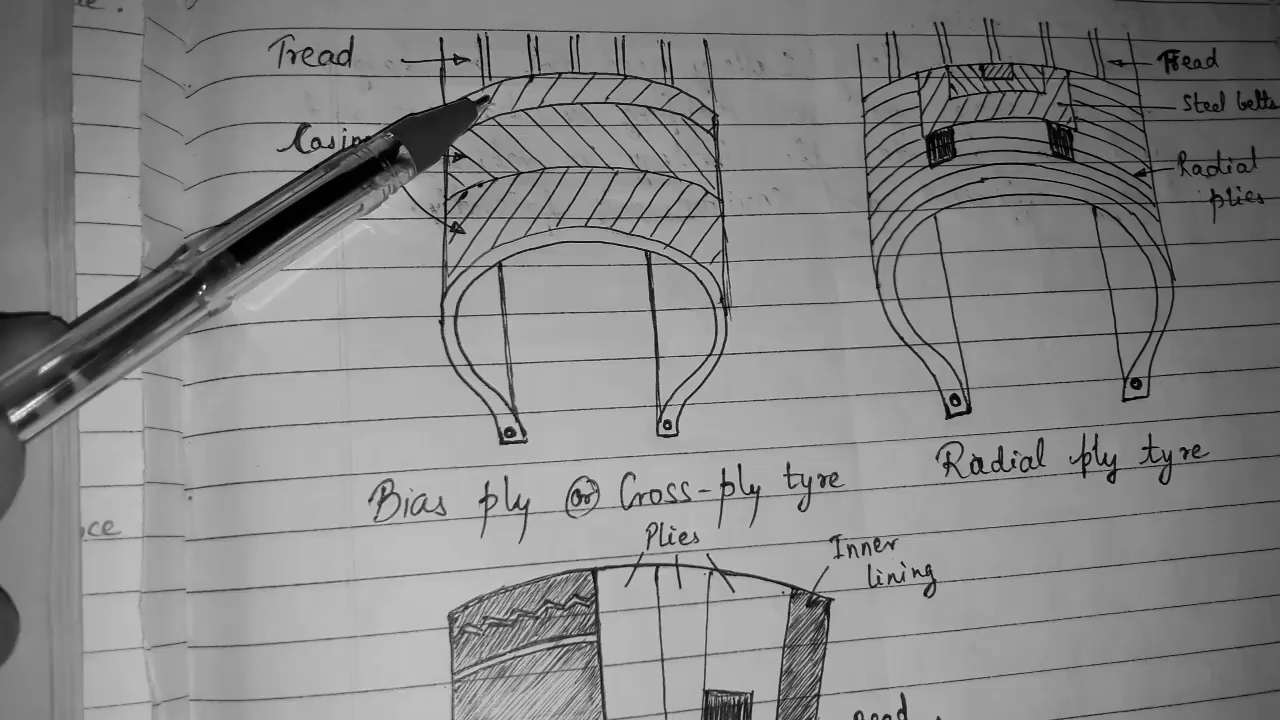 Tread
Tread
Steel belts
Radial
plies
Bias ply or Cross-ply tyre
Radial ply tyre
Plies
Inner
lining